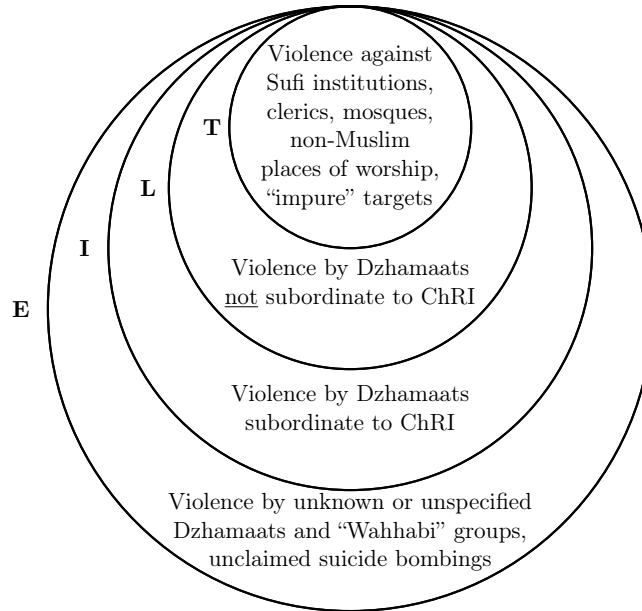 Violence against
Sufi institutions,
clerics, mosques,
non-Muslim
places of worship,
“impure” targets
T
L
Violence by Dzhamaats
not subordinate to ChRI
I
E
Violence by Dzhamaats
subordinate to ChRI
Violence by unknown or unspecified
Dzhamaats and “Wahhabi” groups,
unclaimed suicide bombings